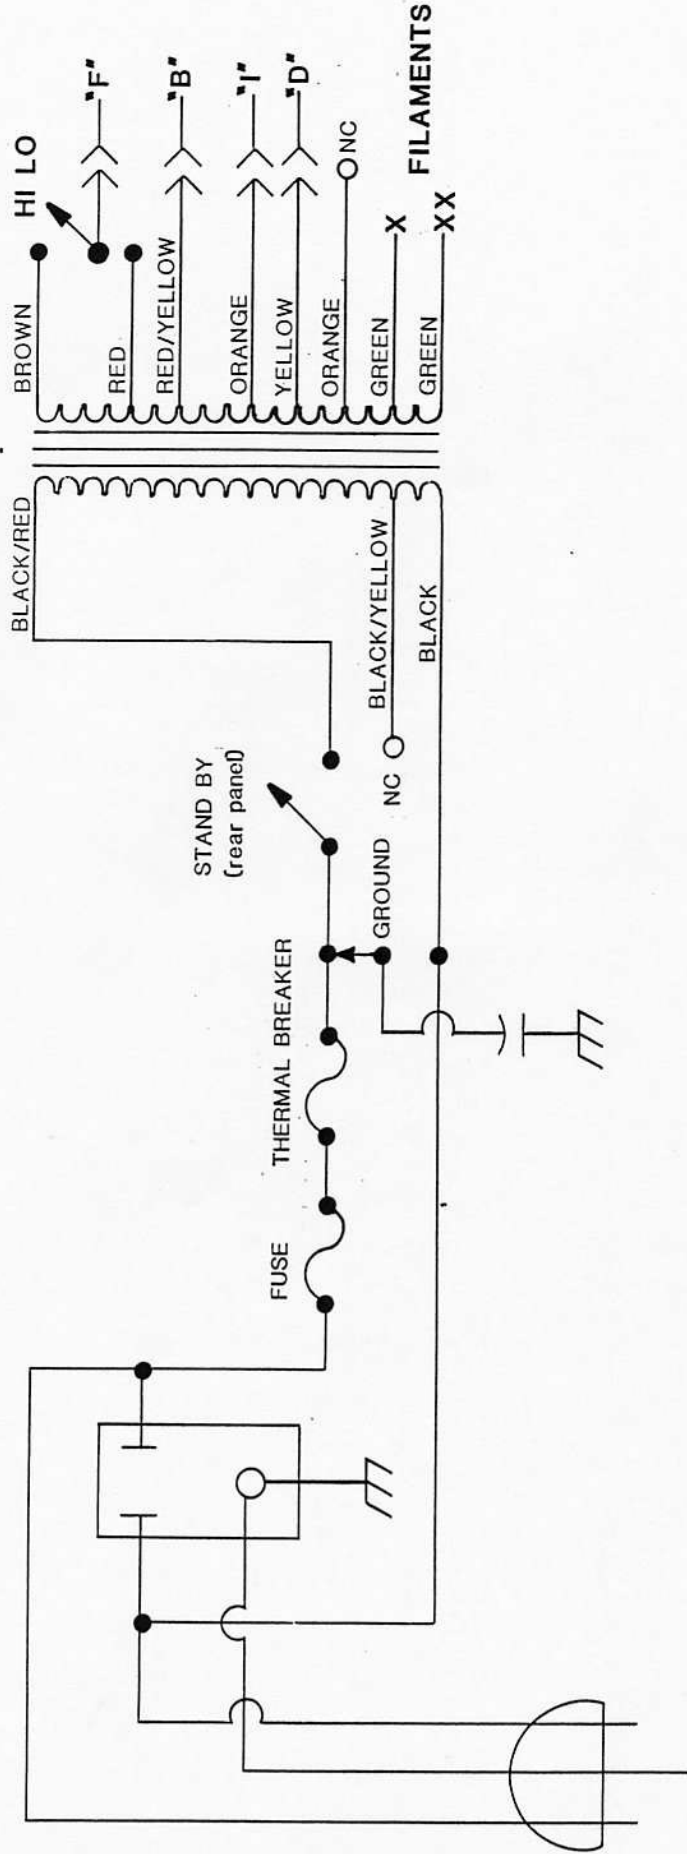 HI LO
BROWN
"F"
RED
"B"
RED/YELLOW
"I"
ORANGE
"D"
YELLOW
NC
ORANGE
X
GREEN
XX
GREEN
FILAMENTS
BLACK/RED
BLACK/YELLOW
NC
BLACK
STAND BY
(rear panel)
GROUND
THERMAL BREAKER
FUSE